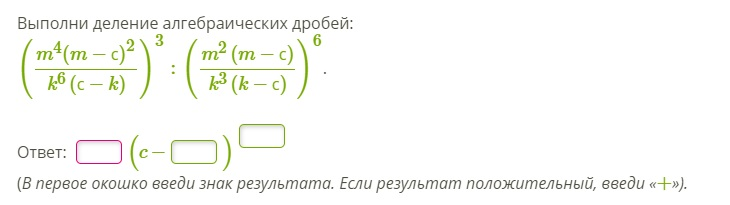 Выполни деление алгебраических дробей:
(m⁴(m − c)² / k⁶(c − k))³ : (m²(m − c) / k³(k − c))⁶.
Ответ: (c − )
(В первое окошко введи знак результата. Если результат положительный, введи «+»).